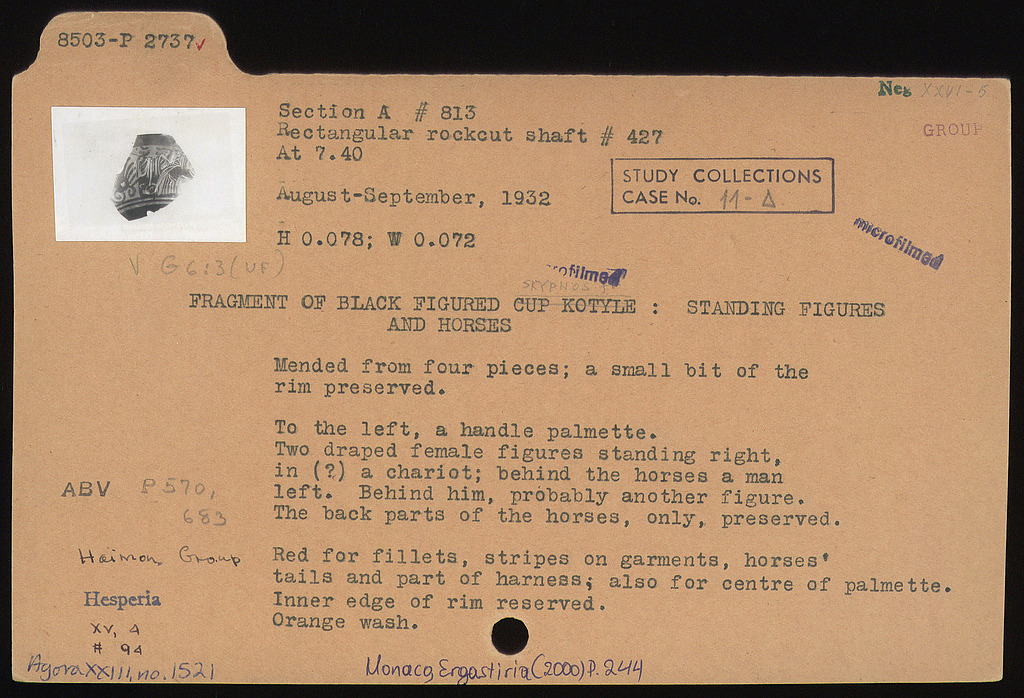 8503-P 2737✓
Neg XXVI-5
GROUP
Section A # 813
Rectangular rockcut shaft # 427
At 7.40
August-September, 1932
STUDY COLLECTIONS
CASE No. 11-Δ
microfilmed
H 0.078; W 0.072
V G6:3(UF)
rofilmed
SKYPHOS
FRAGMENT OF BLACK FIGURED CUP KOTYLE : STANDING FIGURES
AND HORSES
Mended from four pieces; a small bit of the
rim preserved.
To the left, a handle palmette.
Two draped female figures standing right,
in (?) a chariot; behind the horses a man
left. Behind him, probably another figure.
The back parts of the horses, only, preserved.
ABV P 570,
683
Haimon Group
Red for fillets, stripes on garments, horses'
tails and part of harness; also for centre of palmette.
Inner edge of rim reserved.
Orange wash.
Hesperia
XV, 4
# 94
Agora XXIII, no. 1521
Monaco, Ergastiria (2000) P. 244